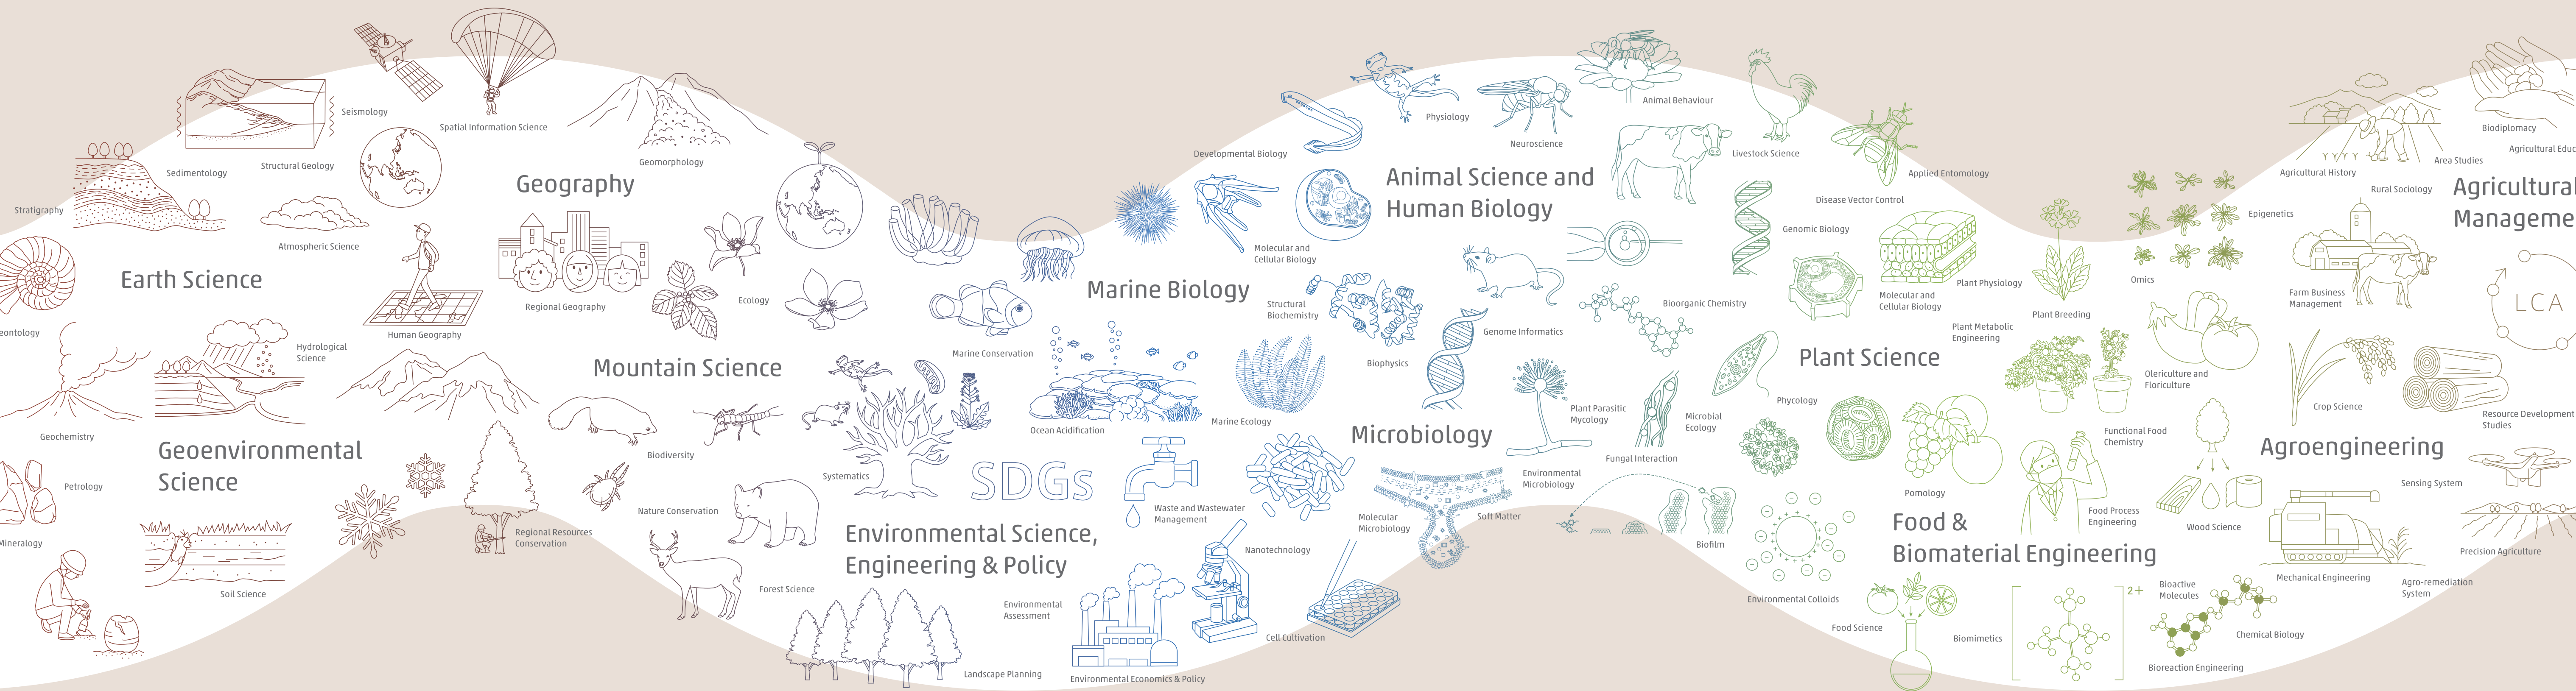 Seismology
Spatial Information Science
Structural Geology
Sedimentology
Geomorphology
Stratigraphy
Geography
Atmospheric Science
Earth Science
Regional Geography
Ecology
eontology
Human Geography
Hydrological
Science
Mountain Science
Geochemistry
Geoenvironmental
Science
Biodiversity
Petrology
Systematics
Nature Conservation
Regional Resources
Conservation
Mineralogy
Soil Science
Forest Science
Developmental Biology
Physiology
Neuroscience
Animal Behaviour
Livestock Science
Animal Science and
Human Biology
Applied Entomology
Disease Vector Control
Molecular and
Cellular Biology
Genomic Biology
Marine Biology
Structural
Biochemistry
Bioorganic Chemistry
Genome Informatics
Marine Conservation
Biophysics
Ocean Acidification
Marine Ecology
Microbiology
Plant Parasitic
Mycology
Microbial
Ecology
Fungal Interaction
SDGs
Environmental
Microbiology
Waste and Wastewater
Management
Molecular
Microbiology
Soft Matter
Biofilm
Environmental Science,
Engineering & Policy
Nanotechnology
Environmental
Assessment
Cell Cultivation
Landscape Planning
Environmental Economics & Policy
Environmental Colloids
Molecular and
Cellular Biology
Plant Physiology
Plant Breeding
Plant Metabolic
Engineering
Plant Science
Phycology
Epigenetics
Omics
Olericulture and
Floriculture
Functional Food
Chemistry
Pomology
Food Process
Engineering
Wood Science
Food &
Biomaterial Engineering
Food Science
Biomimetics
2+
Bioactive
Molecules
Chemical Biology
Bioreaction Engineering
Biodiplomacy
Agricultural Educ
Area Studies
Agricultural History
Rural Sociology
Agricultural
Manageme
Farm Business
Management
LCA
Crop Science
Resource Development
Studies
Agroengineering
Sensing System
Precision Agriculture
Mechanical Engineering
Agro-remediation
System